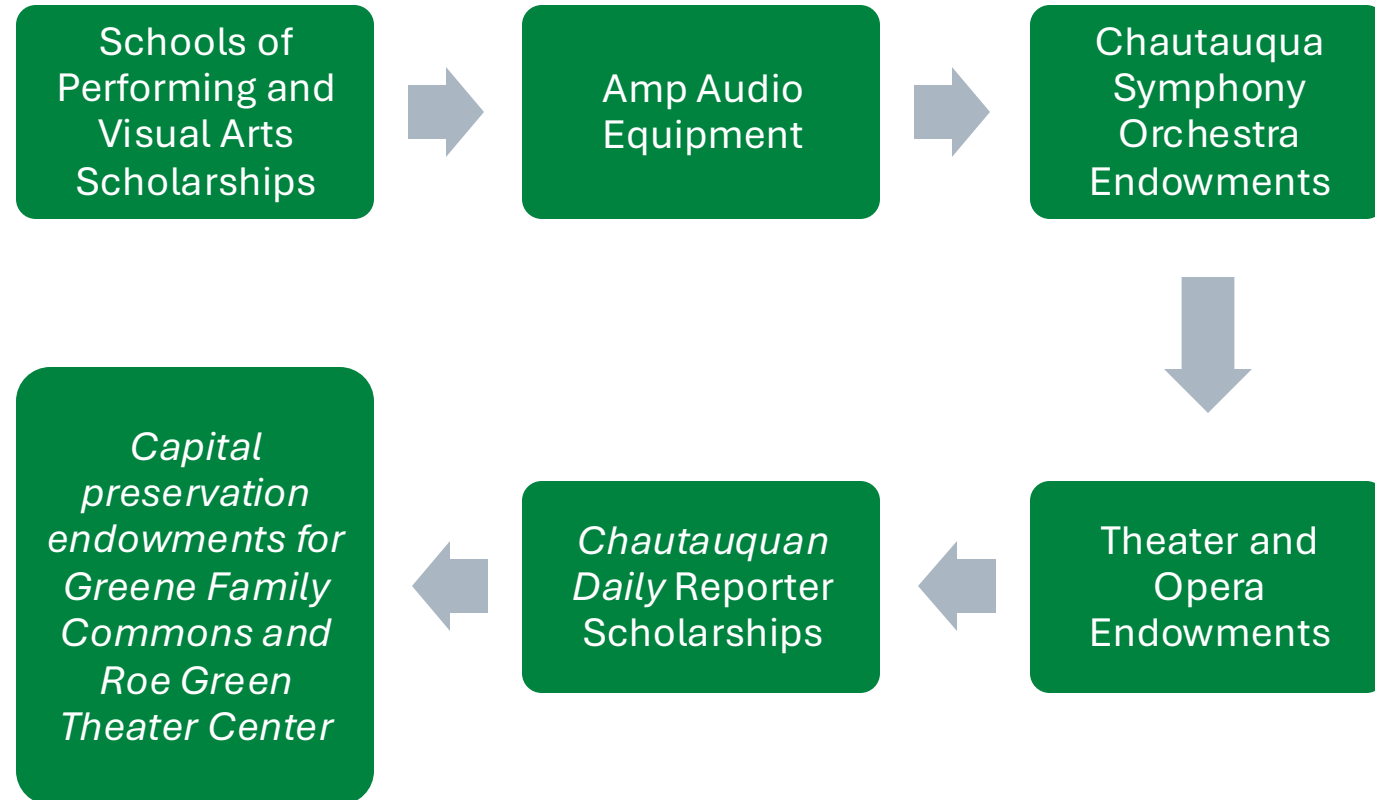 Schools of
Performing and
Visual Arts
Scholarships
Amp Audio
Equipment
Chautauqua
Symphony
Orchestra
Endowments
Theater and
Opera
Endowments
Chautauquan
Daily Reporter
Scholarships
Capital
preservation
endowments for
Greene Family
Commons and
Roe Green
Theater Center